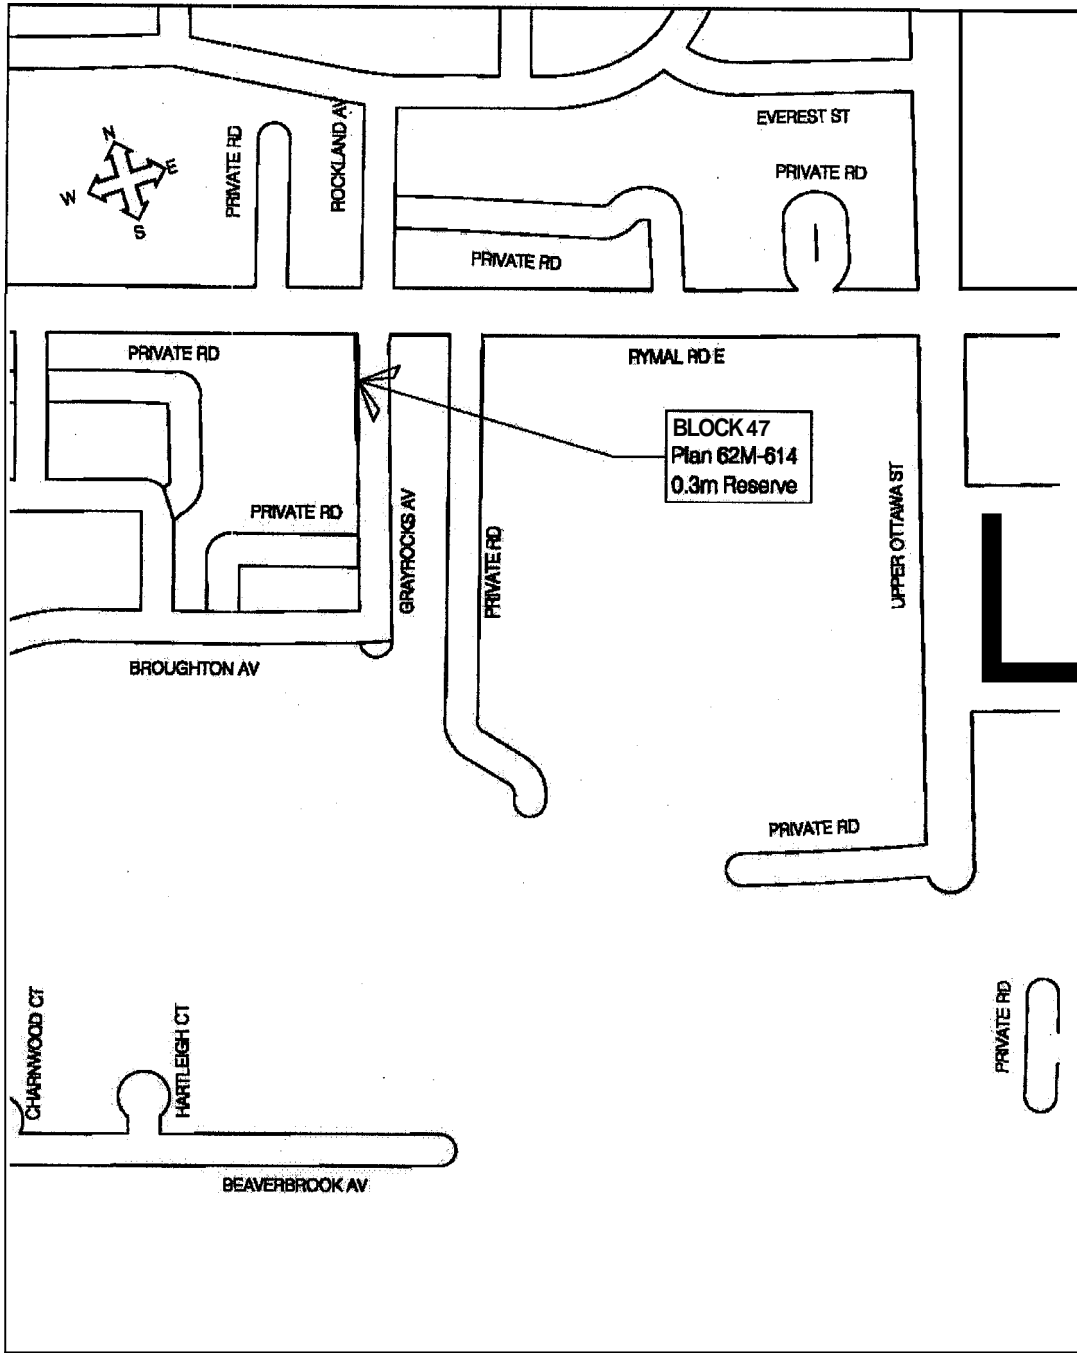 EVEREST ST
N
E
W
S
PRIVATE RD
ROCKLAND AV
PRIVATE RD
PRIVATE RD
PRIVATE RD
RYMAL RD E
BLOCK 47
Plan 62M-614
0.3m Reserve
PRIVATE RD
GRAYROCKS AV
PRIVATE RD
UPPER OTTAWA ST
BROUGHTON AV
PRIVATE RD
CHARNWOOD CT
HARTLEIGH CT
PRIVATE RD
BEAVERBROOK AV